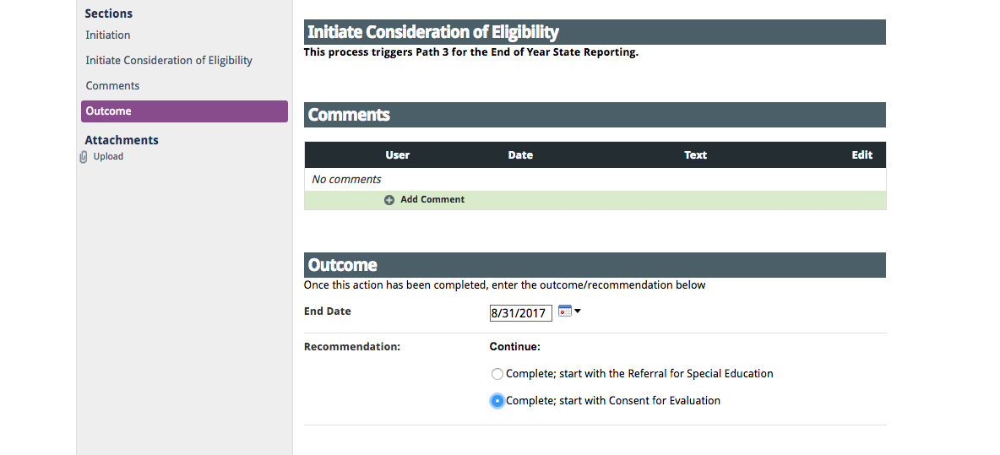 Sections
Initiation
Initiate Consideration of Eligibility
Comments
Outcome
Attachments
Upload
Initiate Consideration of Eligibility
This process triggers Path 3 for the End of Year State Reporting.
Comments
User Date Text Edit
No comments
Add Comment
Outcome
Once this action has been completed, enter the outcome/recommendation below
End Date 8/31/2017
Recommendation: Continue:
Complete; start with the Referral for Special Education
Complete; start with Consent for Evaluation